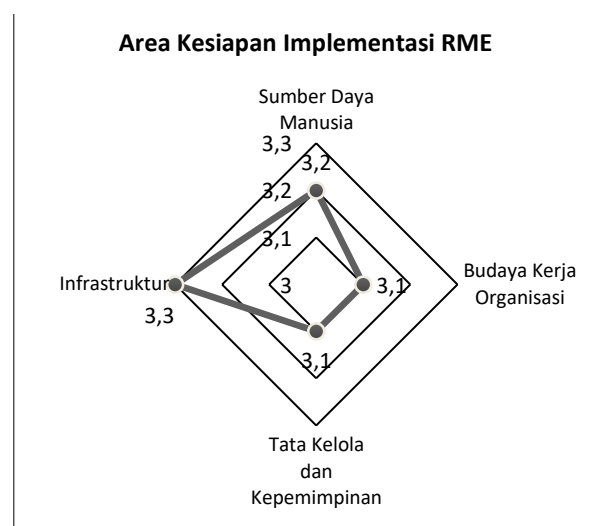 Area Kesiapan Implementasi RME
Sumber Daya
Manusia
3,3
3,2
3,2
3,1
3
3,1
Budaya Kerja
Organisasi
Infrastruktur
3,3
3,1
Tata Kelola
dan
Kepemimpinan